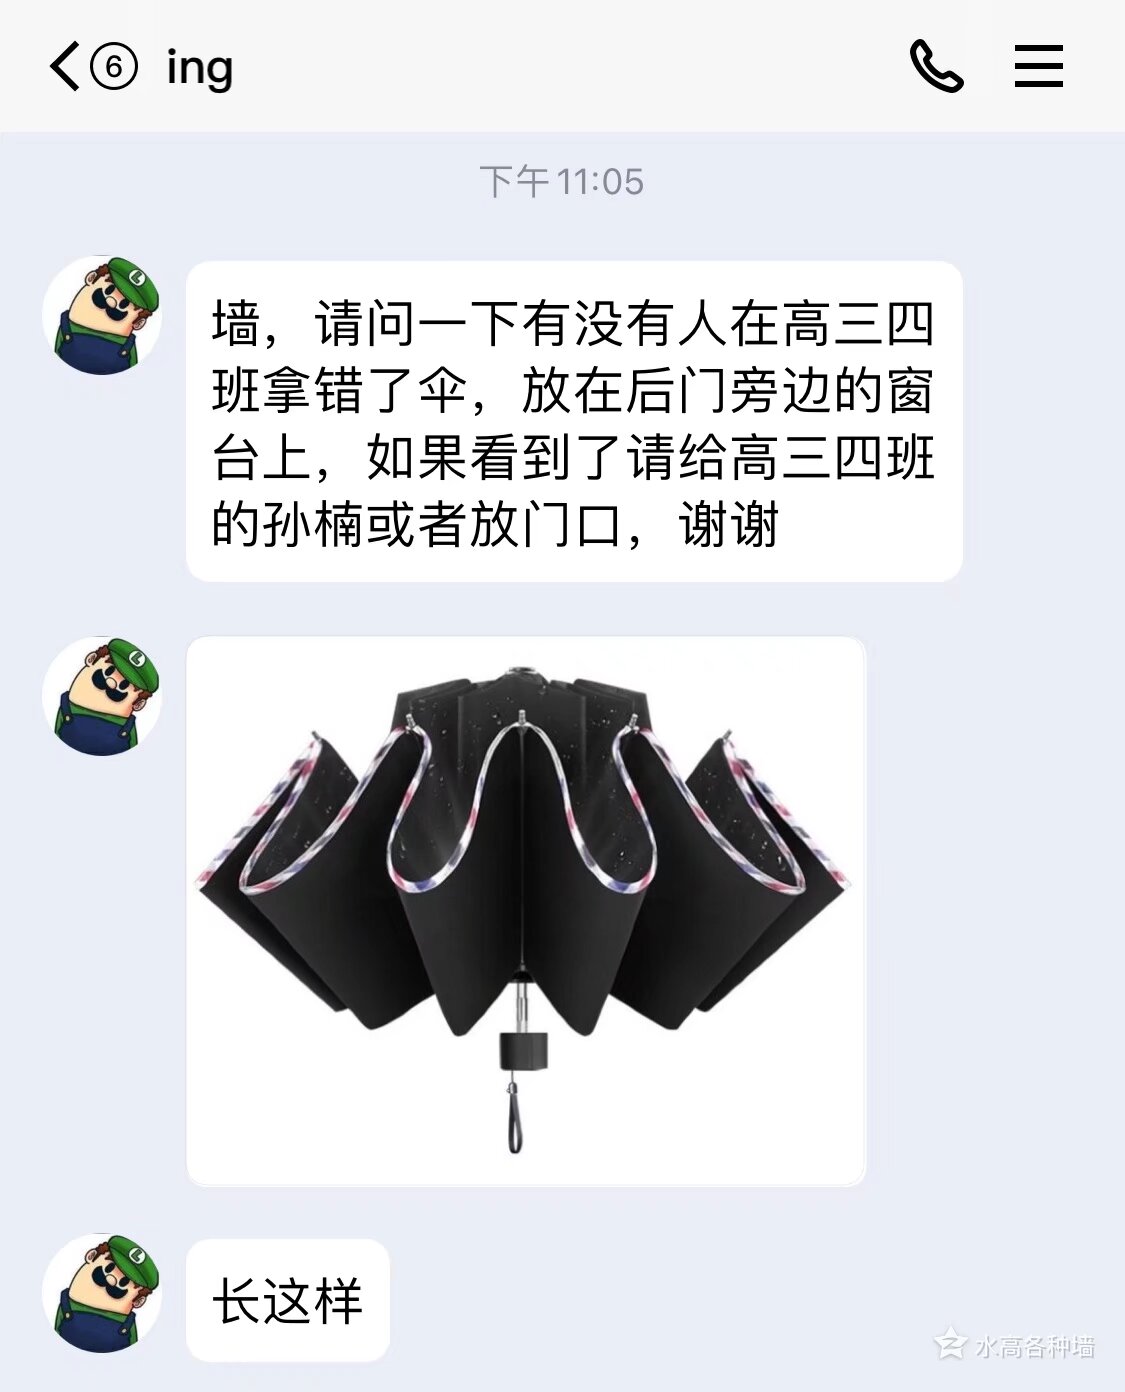 6 ing
下午11:05
墙，请问一下有没有人在高三四
班拿错了伞，放在后门旁边的窗
台上，如果看到了请给高三四班
的孙楠或者放门口，谢谢
长这样
水高各种墙